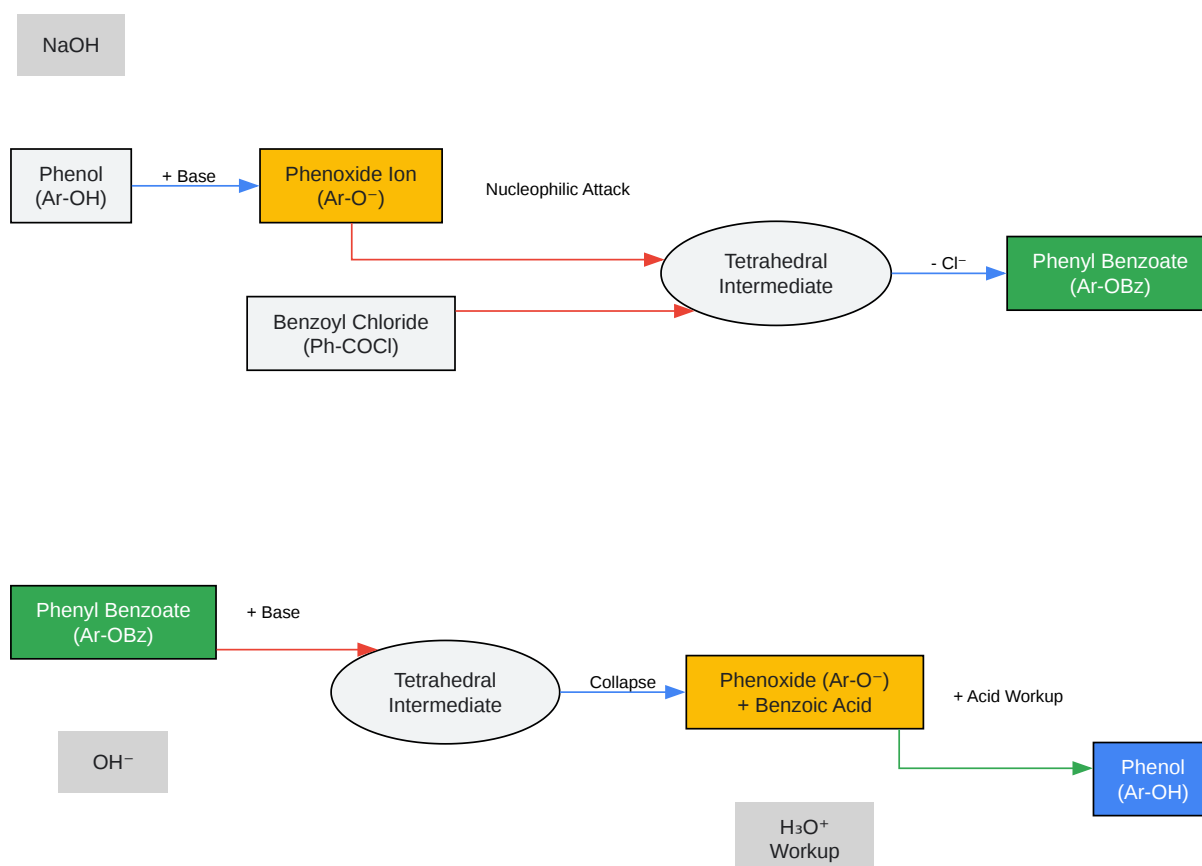 NaOH
Phenol
(Ar-OH)
+ Base
Phenoxide Ion
(Ar-O⁻)
Nucleophilic Attack
Benzoyl Chloride
(Ph-COCl)
Tetrahedral
Intermediate
- Cl⁻
Phenyl Benzoate
(Ar-OBz)
Phenyl Benzoate
(Ar-OBz)
+ Base
OH⁻
Tetrahedral
Intermediate
Collapse
Phenoxide (Ar-O⁻)
+ Benzoic Acid
+ Acid Workup
H₃O⁺
Workup
Phenol
(Ar-OH)